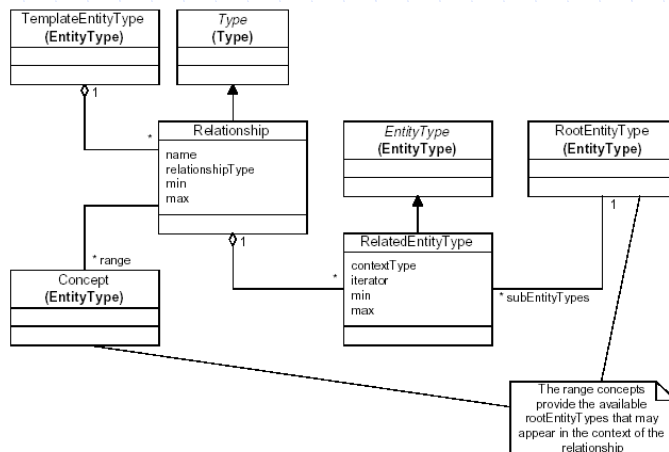 TemplateEntityType
(EntityType)
Type
(Type)
1
*
Relationship
name
relationshipType
min
max
EntityType
(EntityType)
RootEntityType
(EntityType)
1
1
* range
Concept
(EntityType)
RelatedEntityType
contextType
iterator
min
max
*
* subEntityTypes
The range concepts
provide the available
rootEntityTypes that may
appear in the context of the
relationship